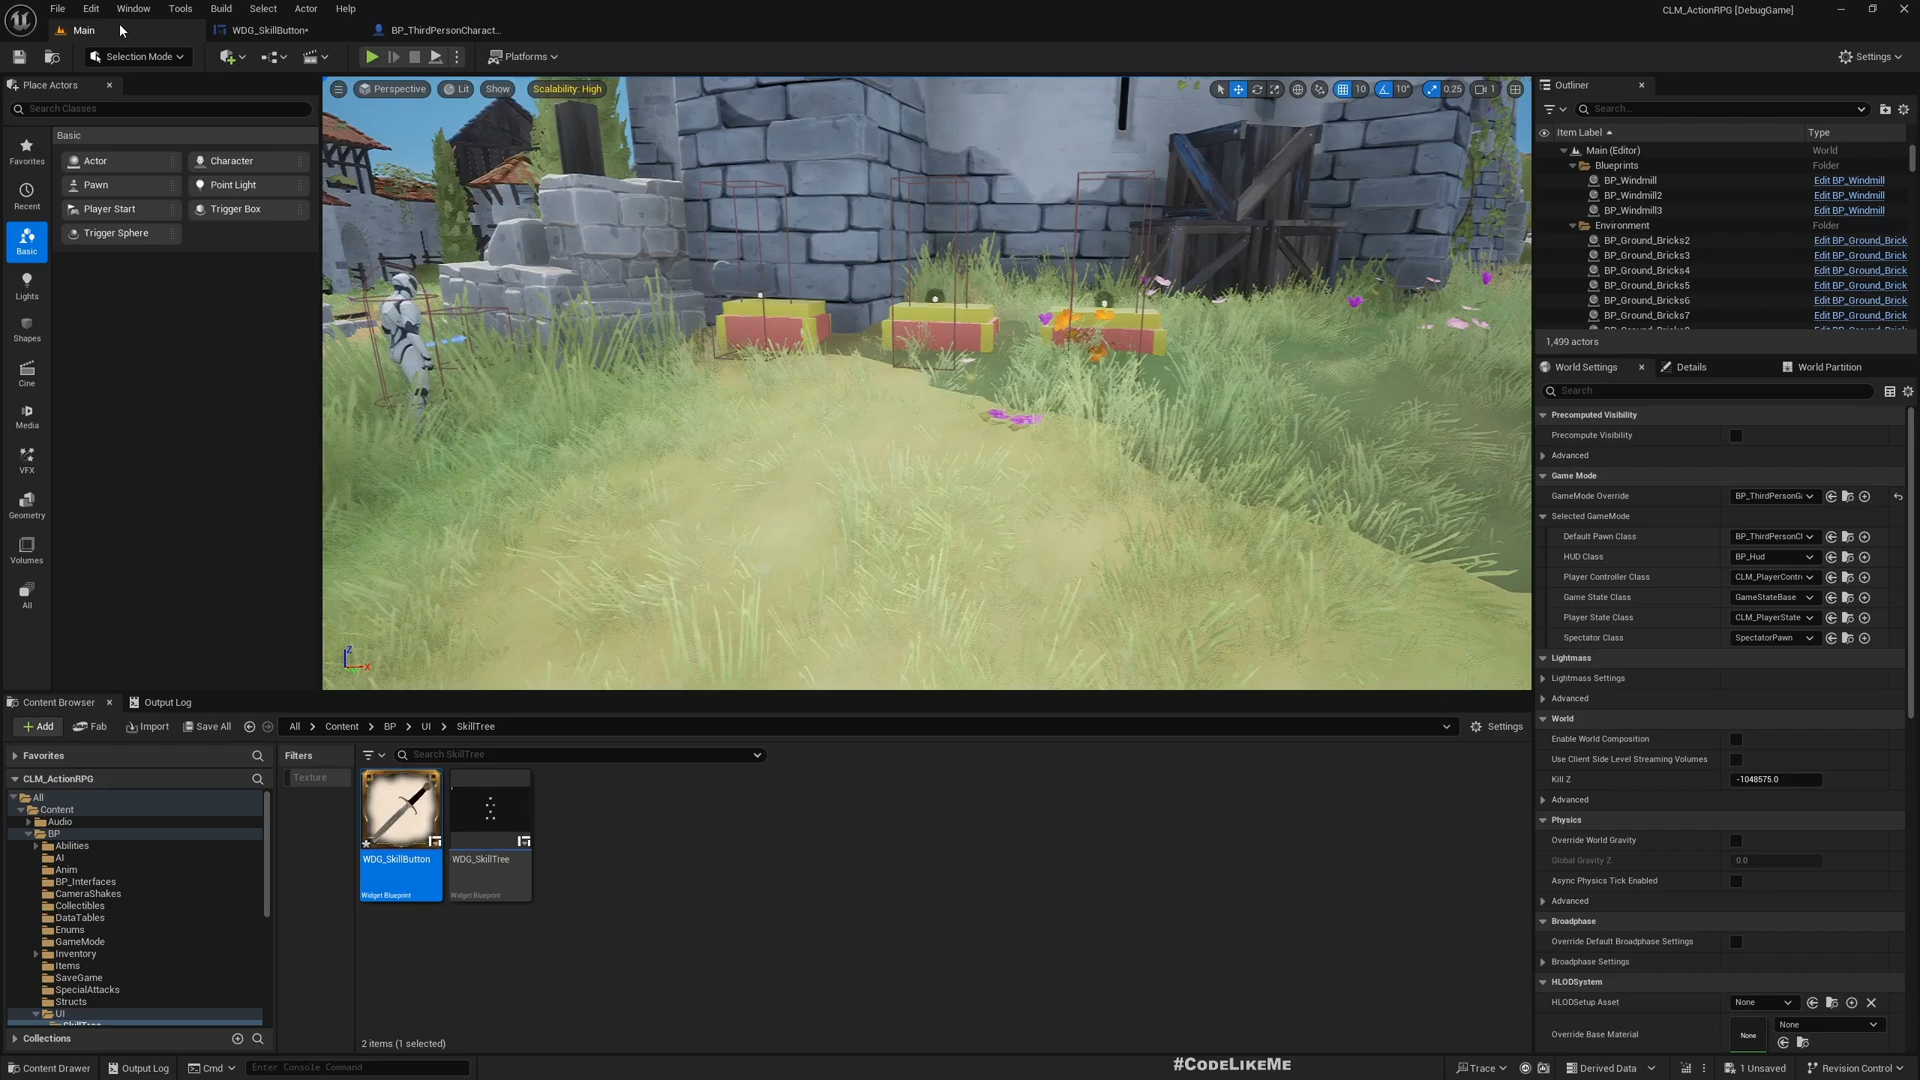 File Edit Window Tools Build Select Actor Help
CLM_ActionRPG [DebugGame]
Main
WDG_SkillButton*
BP_ThirdPersonCharact...
Selection Mode
Platforms
Settings
Place Actors
Search Classes
Basic
Favorites
Recent
Basic
Lights
Shapes
Cine
Media
VFX
Geometry
Volumes
All
Actor
Character
Pawn
Point Light
Player Start
Trigger Box
Trigger Sphere
Perspective
Lit
Show
Scalability: High
10
10°
0.25
1
Z
X
Outliner
Search...
Item Label
Type
Main (Editor) World
Blueprints Folder
BP_Windmill Edit BP_Windmill
BP_Windmill2 Edit BP_Windmill
BP_Windmill3 Edit BP_Windmill
Environment Folder
BP_Ground_Bricks2 Edit BP_Ground_Brick
BP_Ground_Bricks3 Edit BP_Ground_Brick
BP_Ground_Bricks4 Edit BP_Ground_Brick
BP_Ground_Bricks5 Edit BP_Ground_Brick
BP_Ground_Bricks6 Edit BP_Ground_Brick
BP_Ground_Bricks7 Edit BP_Ground_Brick
1,499 actors
World Settings
Details
World Partition
Search
Precomputed Visibility
Precompute Visibility
Advanced
Game Mode
GameMode Override BP_ThirdPersonG
Selected GameMode
Default Pawn Class BP_ThirdPersonCl
HUD Class BP_Hud
Player Controller Class CLM_PlayerContr
Game State Class GameStateBase
Player State Class CLM_PlayerState
Spectator Class SpectatorPawn
Lightmass
Lightmass Settings
Advanced
World
Enable World Composition
Use Client Side Level Streaming Volumes
Kill Z -1048575.0
Advanced
Physics
Override World Gravity
Global Gravity Z 0.0
Async Physics Tick Enabled
Advanced
Broadphase
Override Default Broadphase Settings
Broadphase Settings
HLODSystem
HLODSetup Asset None
Override Base Material None None
Content Browser
Output Log
Add
Fab
Import
Save All
All > Content > BP > UI > SkillTree
Settings
Favorites
CLM_ActionRPG
All
Content
Audio
BP
Abilities
AI
Anim
BP_Interfaces
CameraShakes
Collectibles
DataTables
Enums
GameMode
Inventory
Items
SaveGame
SpecialAttacks
Structs
UI
SkillTree
Collections
Filters
Texture
Search SkillTree
WDG_SkillButton
Widget Blueprint
WDG_SkillTree
Widget Blueprint
2 items (1 selected)
#CodeLikeMe
Content Drawer
Output Log
Cmd
Enter Console Command
Trace
Derived Data
1 Unsaved
Revision Control